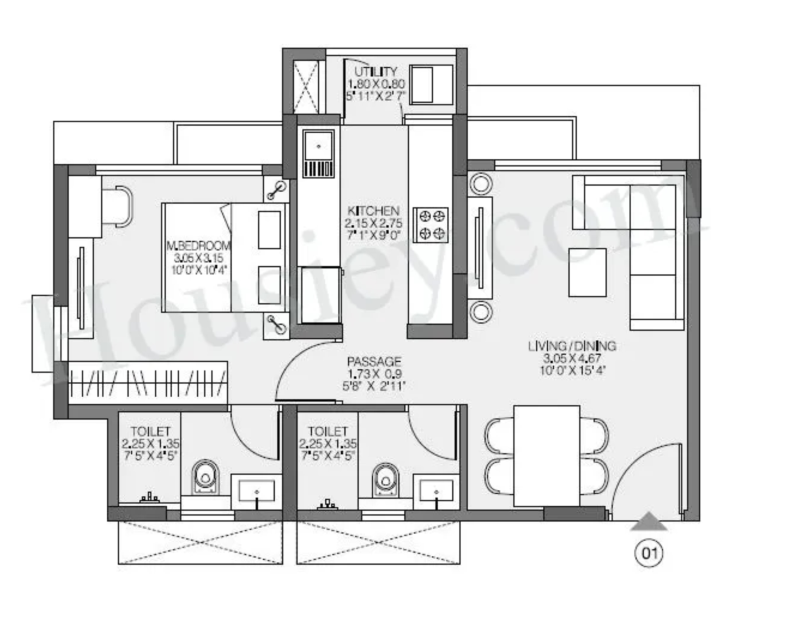 UTILITY
1.80 X 0.80
5' 11" X 2' 7"
KITCHEN
2.15 X 2.75
7' 1" X 9' 0"
M.BEDROOM
3.05 X 3.15
10' 0" X 10' 4"
LIVING / DINING
3.05 X 4.67
10' 0" X 15' 4"
PASSAGE
1.73 X 0.9
5'8" X 2'11"
TOILET
2.25 X 1.35
7' 5" X 4' 5"
TOILET
2.25 X 1.35
7' 5" X 4' 5"
01
Housiey.com